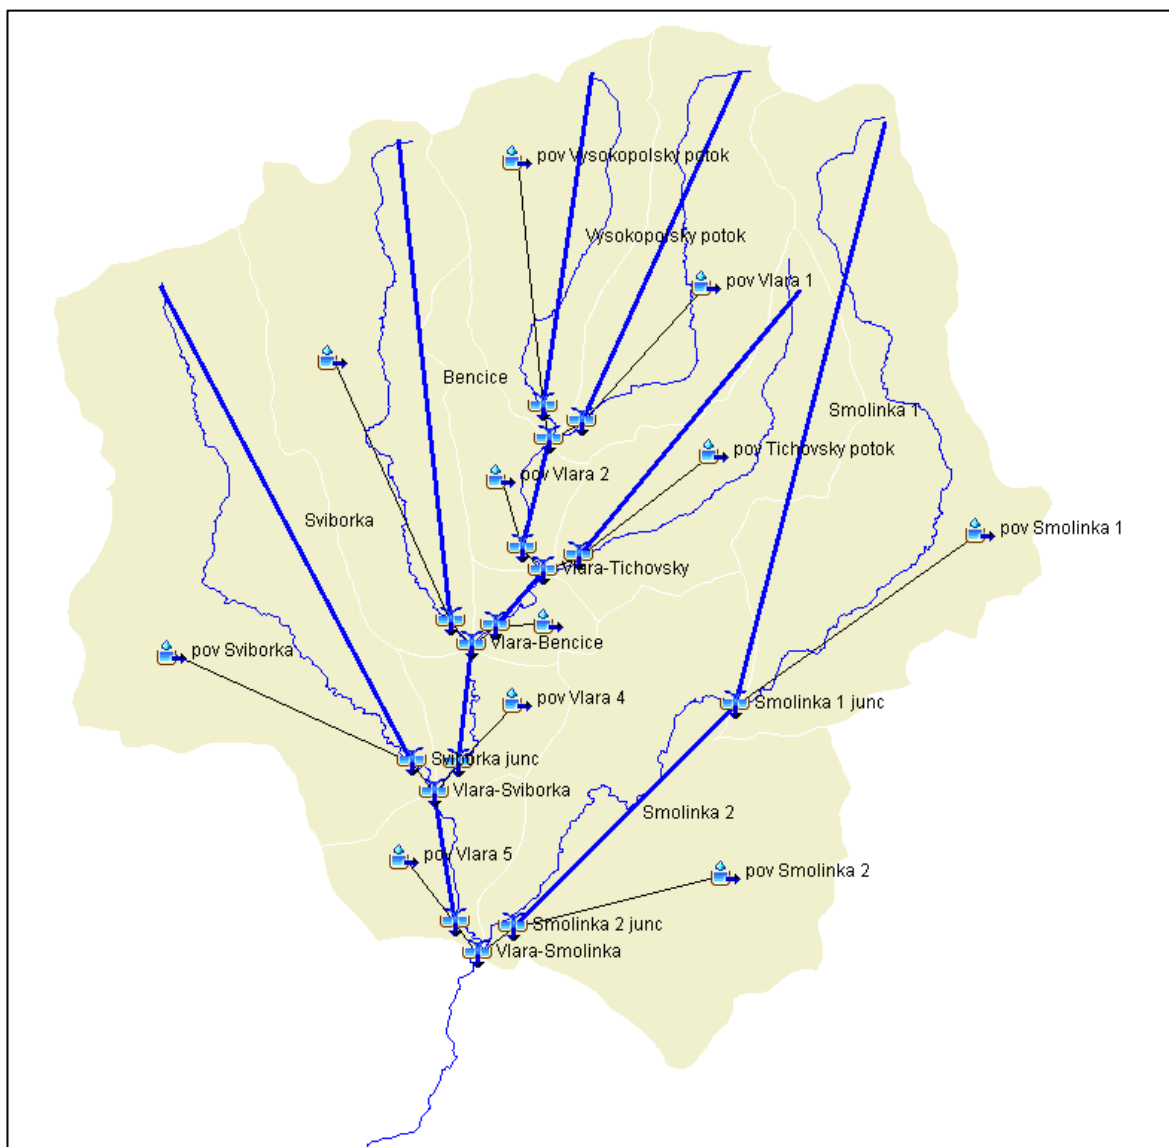 pov Vysokopolsky potok
Vysokopolsky potok
pov Vlara 1
Bencice
Smolinka 1
pov Tichovsky potok
pov Vlara 2
Sviborka
pov Smolinka 1
Vlara-Tichovsky
Vlara-Bencice
pov Sviborka
pov Vlara 4
Smolinka 1 junc
Sviborka junc
Vlara-Sviborka
Smolinka 2
pov Vlara 5
pov Smolinka 2
Smolinka 2 junc
Vlara-Smolinka